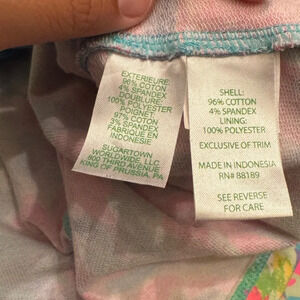 EXTERIEURE:
96% COTON
4% SPANDEX
DOUBLURE:
100% POLYESTER
POIGNET:
97% COTON
3% SPANDEX
FABRIQUE EN
INDONESIE
SUGARTOWN
WORLDWIDE, LLC
800 THIRD AVENUE
KING OF PRUSSIA, PA
SHELL:
96% COTTON
4% SPANDEX
LINING:
100% POLYESTER
EXCLUSIVE OF TRIM
MADE IN INDONESIA
RN# 88189
SEE REVERSE
FOR CARE